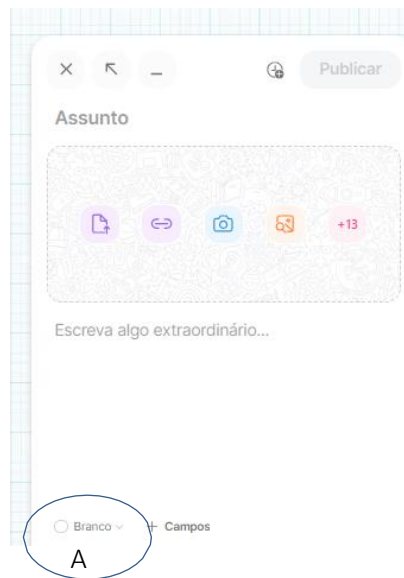 Publicar
Assunto
+13
Escreva algo extraordinário...
Branco + Campos
A